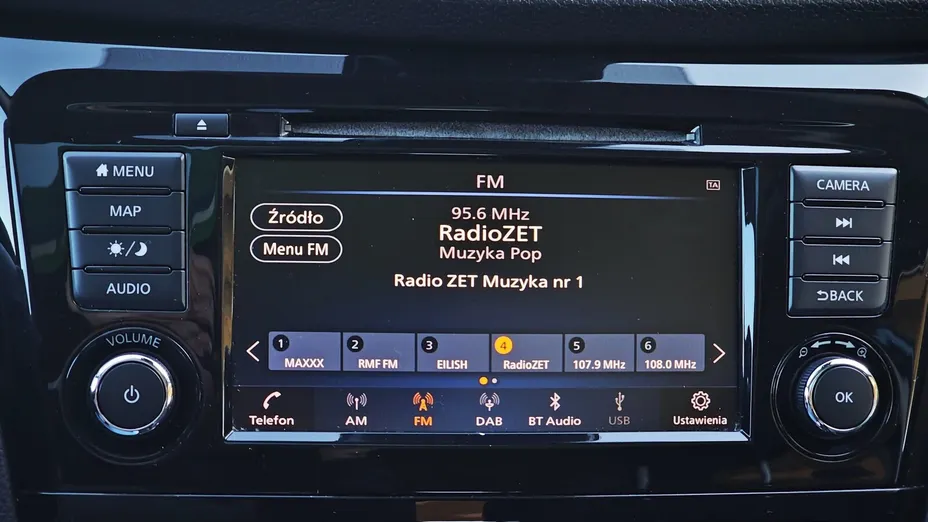 MENU
MAP
AUDIO
VOLUME
FM
TA
Źródło
Menu FM
95.6 MHz
RadioZET
Muzyka Pop
Radio ZET Muzyka nr 1
1 MAXXX
2 RMF FM
3 EILISH
4 RadioZET
5 107.9 MHz
6 108.0 MHz
Telefon
AM
FM
DAB
BT Audio
USB
Ustawienia
CAMERA
BACK
OK